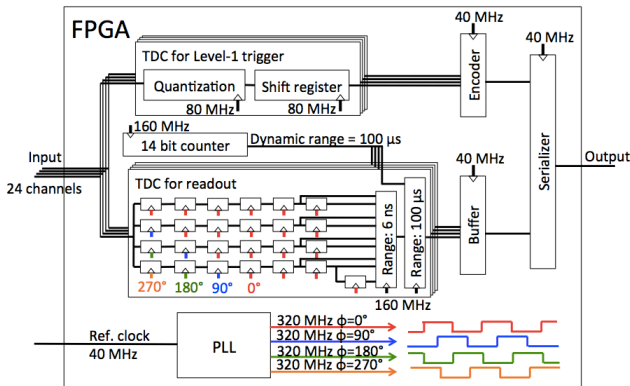 FPGA
40 MHz
40 MHz
TDC for Level-1 trigger
Quantization
Shift register
80 MHz
80 MHz
Encoder
160 MHz
14 bit counter
Dynamic range = 100 μs
Input
24 channels
40 MHz
Serializer
Output
TDC for readout
Range: 6 ns
Range: 100 μs
Buffer
270° 180° 90° 0°
160 MHz
Ref. clock
40 MHz
PLL
320 MHz ϕ=0°
320 MHz ϕ=90°
320 MHz ϕ=180°
320 MHz ϕ=270°